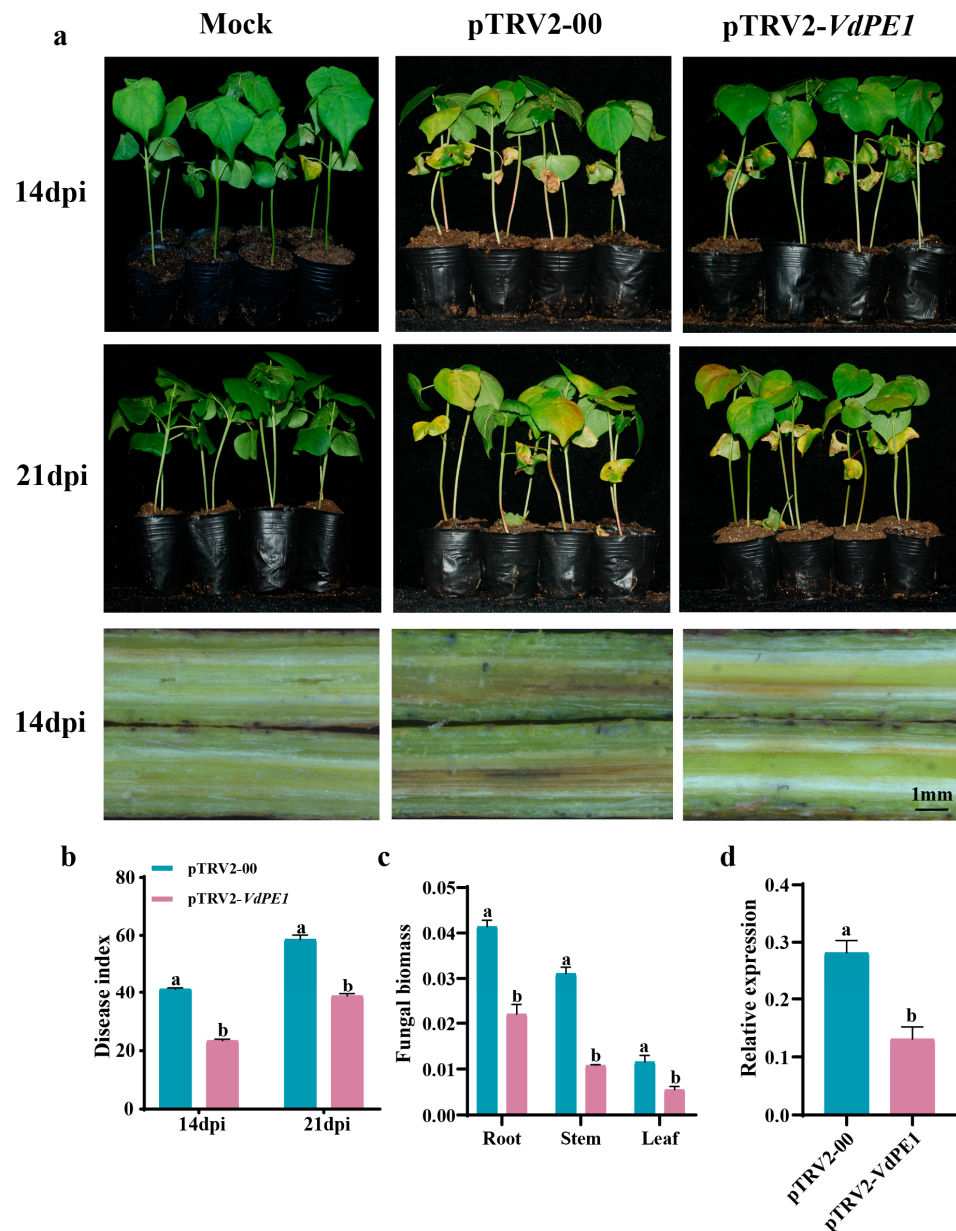 a
Mock
pTRV2-00
pTRV2-VdPE1
14dpi
21dpi
14dpi
1mm
b
pTRV2-00
pTRV2-VdPE1
Disease index
80
60
40
20
0
a
b
a
b
14dpi
21dpi
c
Fungal biomass
0.05
0.04
0.03
0.02
0.01
0.00
a
b
a
b
a
b
Root
Stem
Leaf
d
Relative expression
0.4
0.3
0.2
0.1
0.0
a
b
pTRV2-00
pTRV2-VdPE1